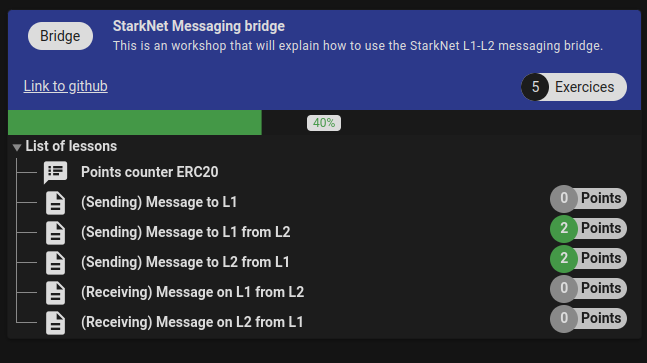 Bridge
StarkNet Messaging bridge
This is an workshop that will explain how to use the StarkNet L1-L2 messaging bridge.
Link to github
5 Exercices
40%
List of lessons
Points counter ERC20
(Sending) Message to L1 0 Points
(Sending) Message to L1 from L2 2 Points
(Sending) Message to L2 from L1 2 Points
(Receiving) Message on L1 from L2 0 Points
(Receiving) Message on L2 from L1 0 Points